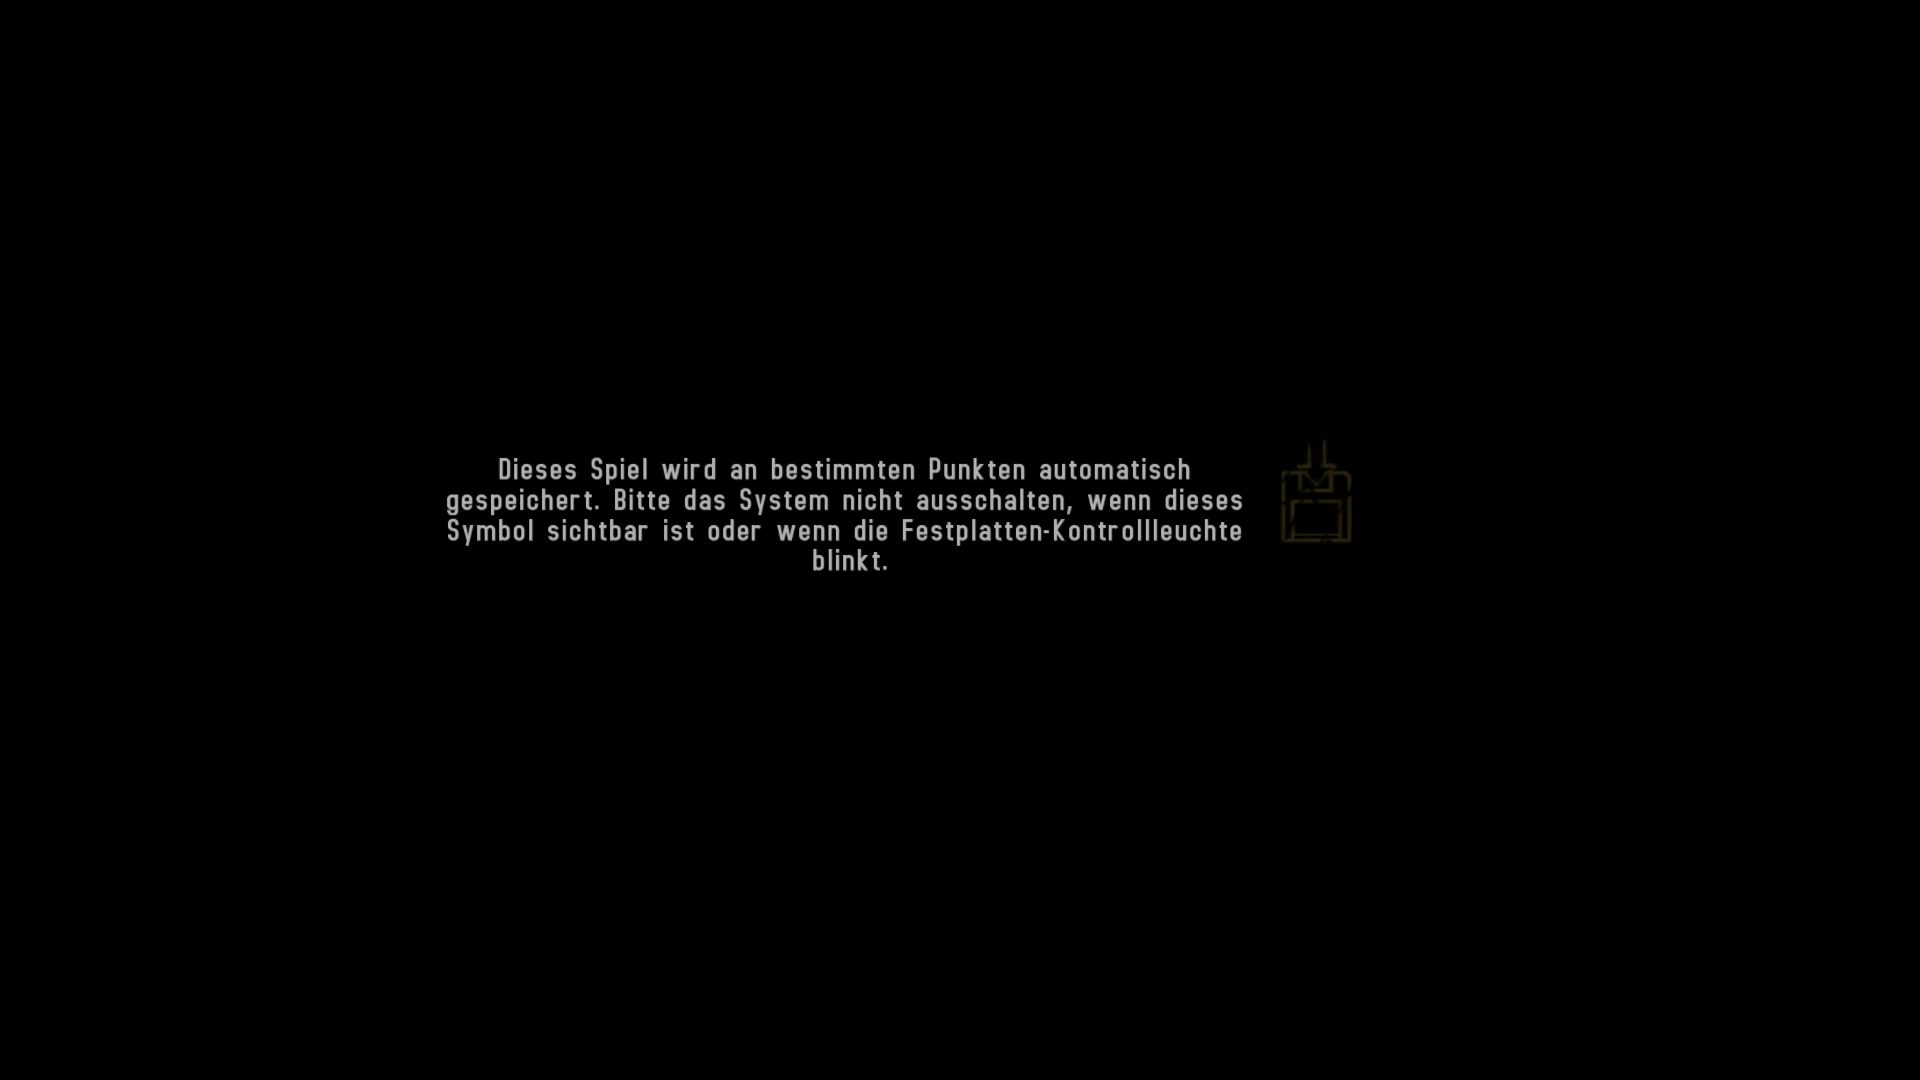 Dieses Spiel wird an bestimmten Punkten automatisch
gespeichert. Bitte das System nicht ausschalten, wenn dieses
Symbol sichtbar ist oder wenn die Festplatten-Kontrollleuchte
blinkt.